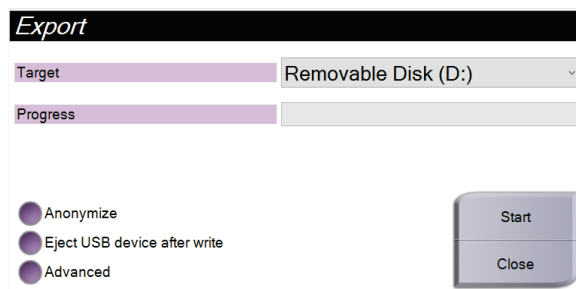 Export
Target
Removable Disk (D:)
Progress
Anonymize
Eject USB device after write
Advanced
Start
Close